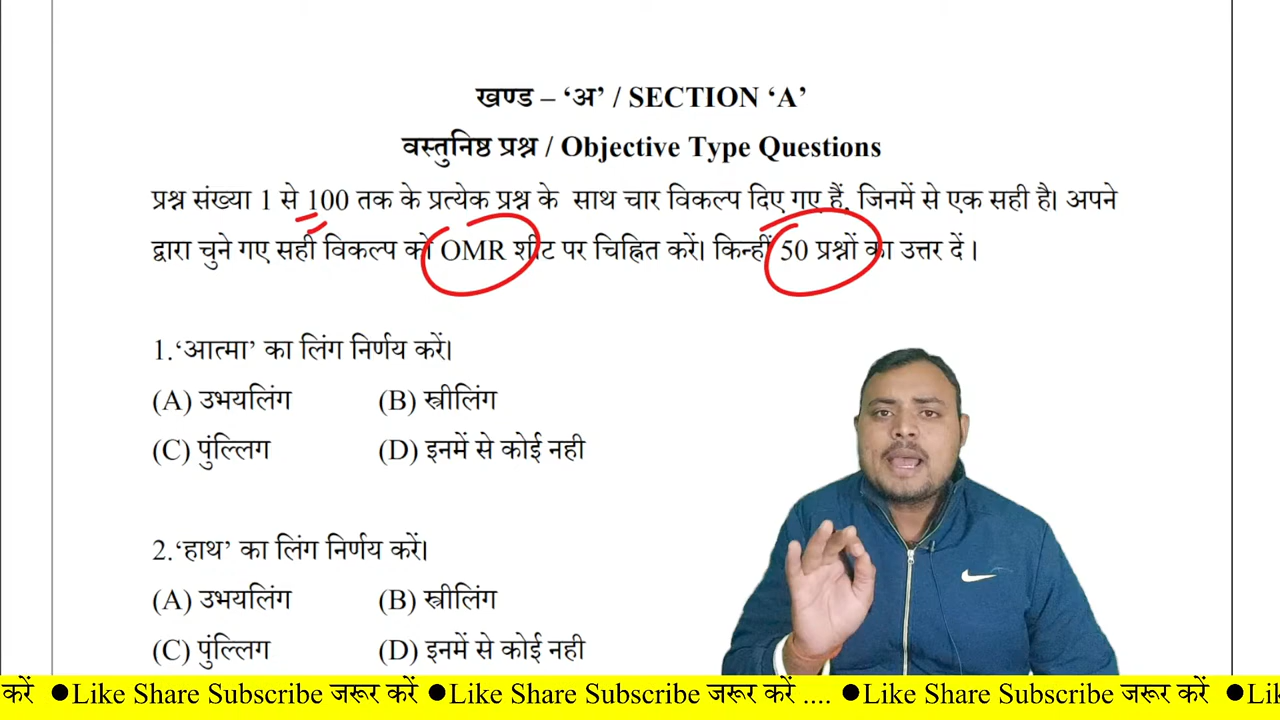 खण्ड – ‘अ’ / SECTION ‘A’
वस्तुनिष्ठ प्रश्न / Objective Type Questions
प्रश्न संख्या 1 से 100 तक के प्रत्येक प्रश्न के साथ चार विकल्प दिए गए हैं, जिनमें से एक सही है। अपने
द्वारा चुने गए सही विकल्प को OMR शीट पर चिह्नित करें। किन्हीं 50 प्रश्नों का उत्तर दें ।
1.‘आत्मा’ का लिंग निर्णय करें।
(A) उभयलिंग (B) स्त्रीलिंग
(C) पुंल्लिग (D) इनमें से कोई नही
2.‘हाथ’ का लिंग निर्णय करें।
(A) उभयलिंग (B) स्त्रीलिंग
(C) पुंल्लिग (D) इनमें से कोई नही
करें ●Like Share Subscribe जरूर करें ●Like Share Subscribe जरूर करें .... ●Like Share Subscribe जरूर करें ●Lik